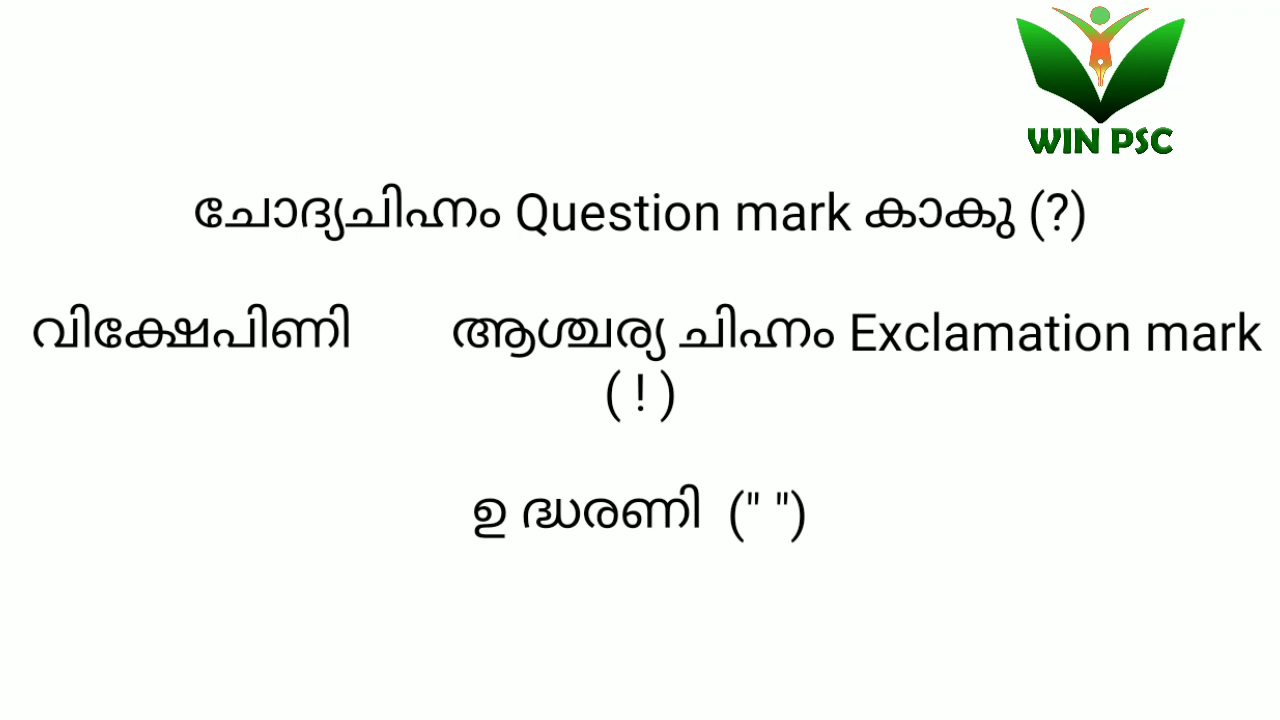 WIN PSC
ചോദ്യചിഹ്നം Question mark കാകു (?)
വിക്ഷേപിണി ആശ്ചര്യ ചിഹ്നം Exclamation mark
( ! )
ഉ ദ്ധരണി (" ")